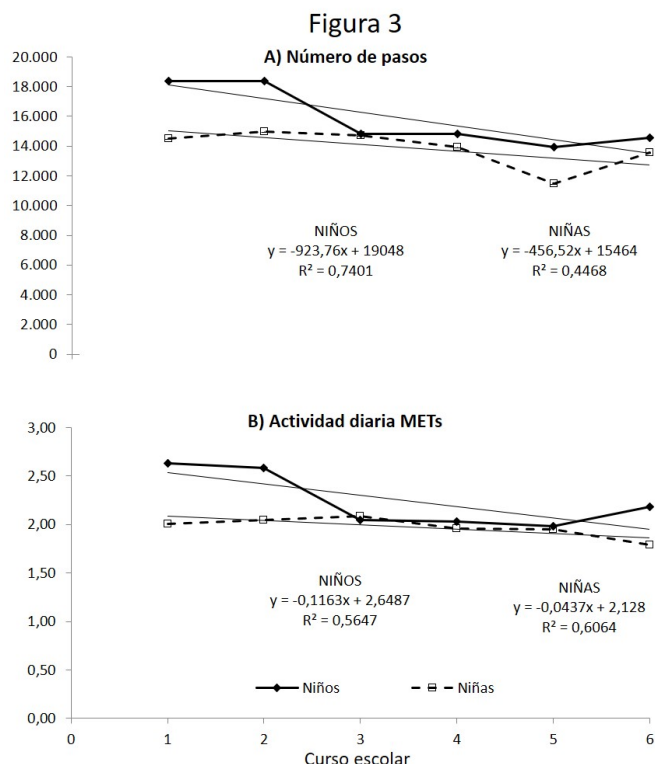 Figura 3
A) Número de pasos
20.000
18.000
16.000
14.000
12.000
10.000
8.000
6.000
4.000
2.000
0
NIÑOS
y = -923,76x + 19048
R² = 0,7401
NIÑAS
y = -456,52x + 15464
R² = 0,4468
B) Actividad diaria METs
3,00
2,50
2,00
1,50
1,00
0,50
0,00
NIÑOS
y = -0,1163x + 2,6487
R² = 0,5647
NIÑAS
y = -0,0437x + 2,128
R² = 0,6064
Niños
Niñas
0 1 2 3 4 5 6
Curso escolar